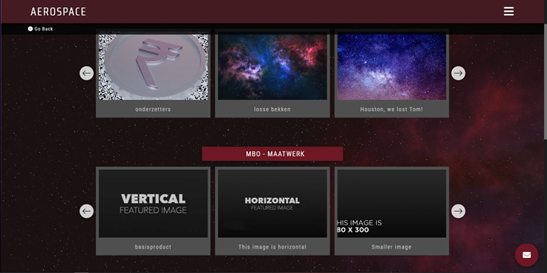 AEROSPACE
Go Back
onderzetters
losse bekken
Houston, we lost Tom!
MBO - MAATWERK
VERTICAL
FEATURED IMAGE
HORIZONTAL
FEATURED IMAGE
HIS IMAGE IS
80 X 300
basisproduct
This image is horizontal!
Smaller image